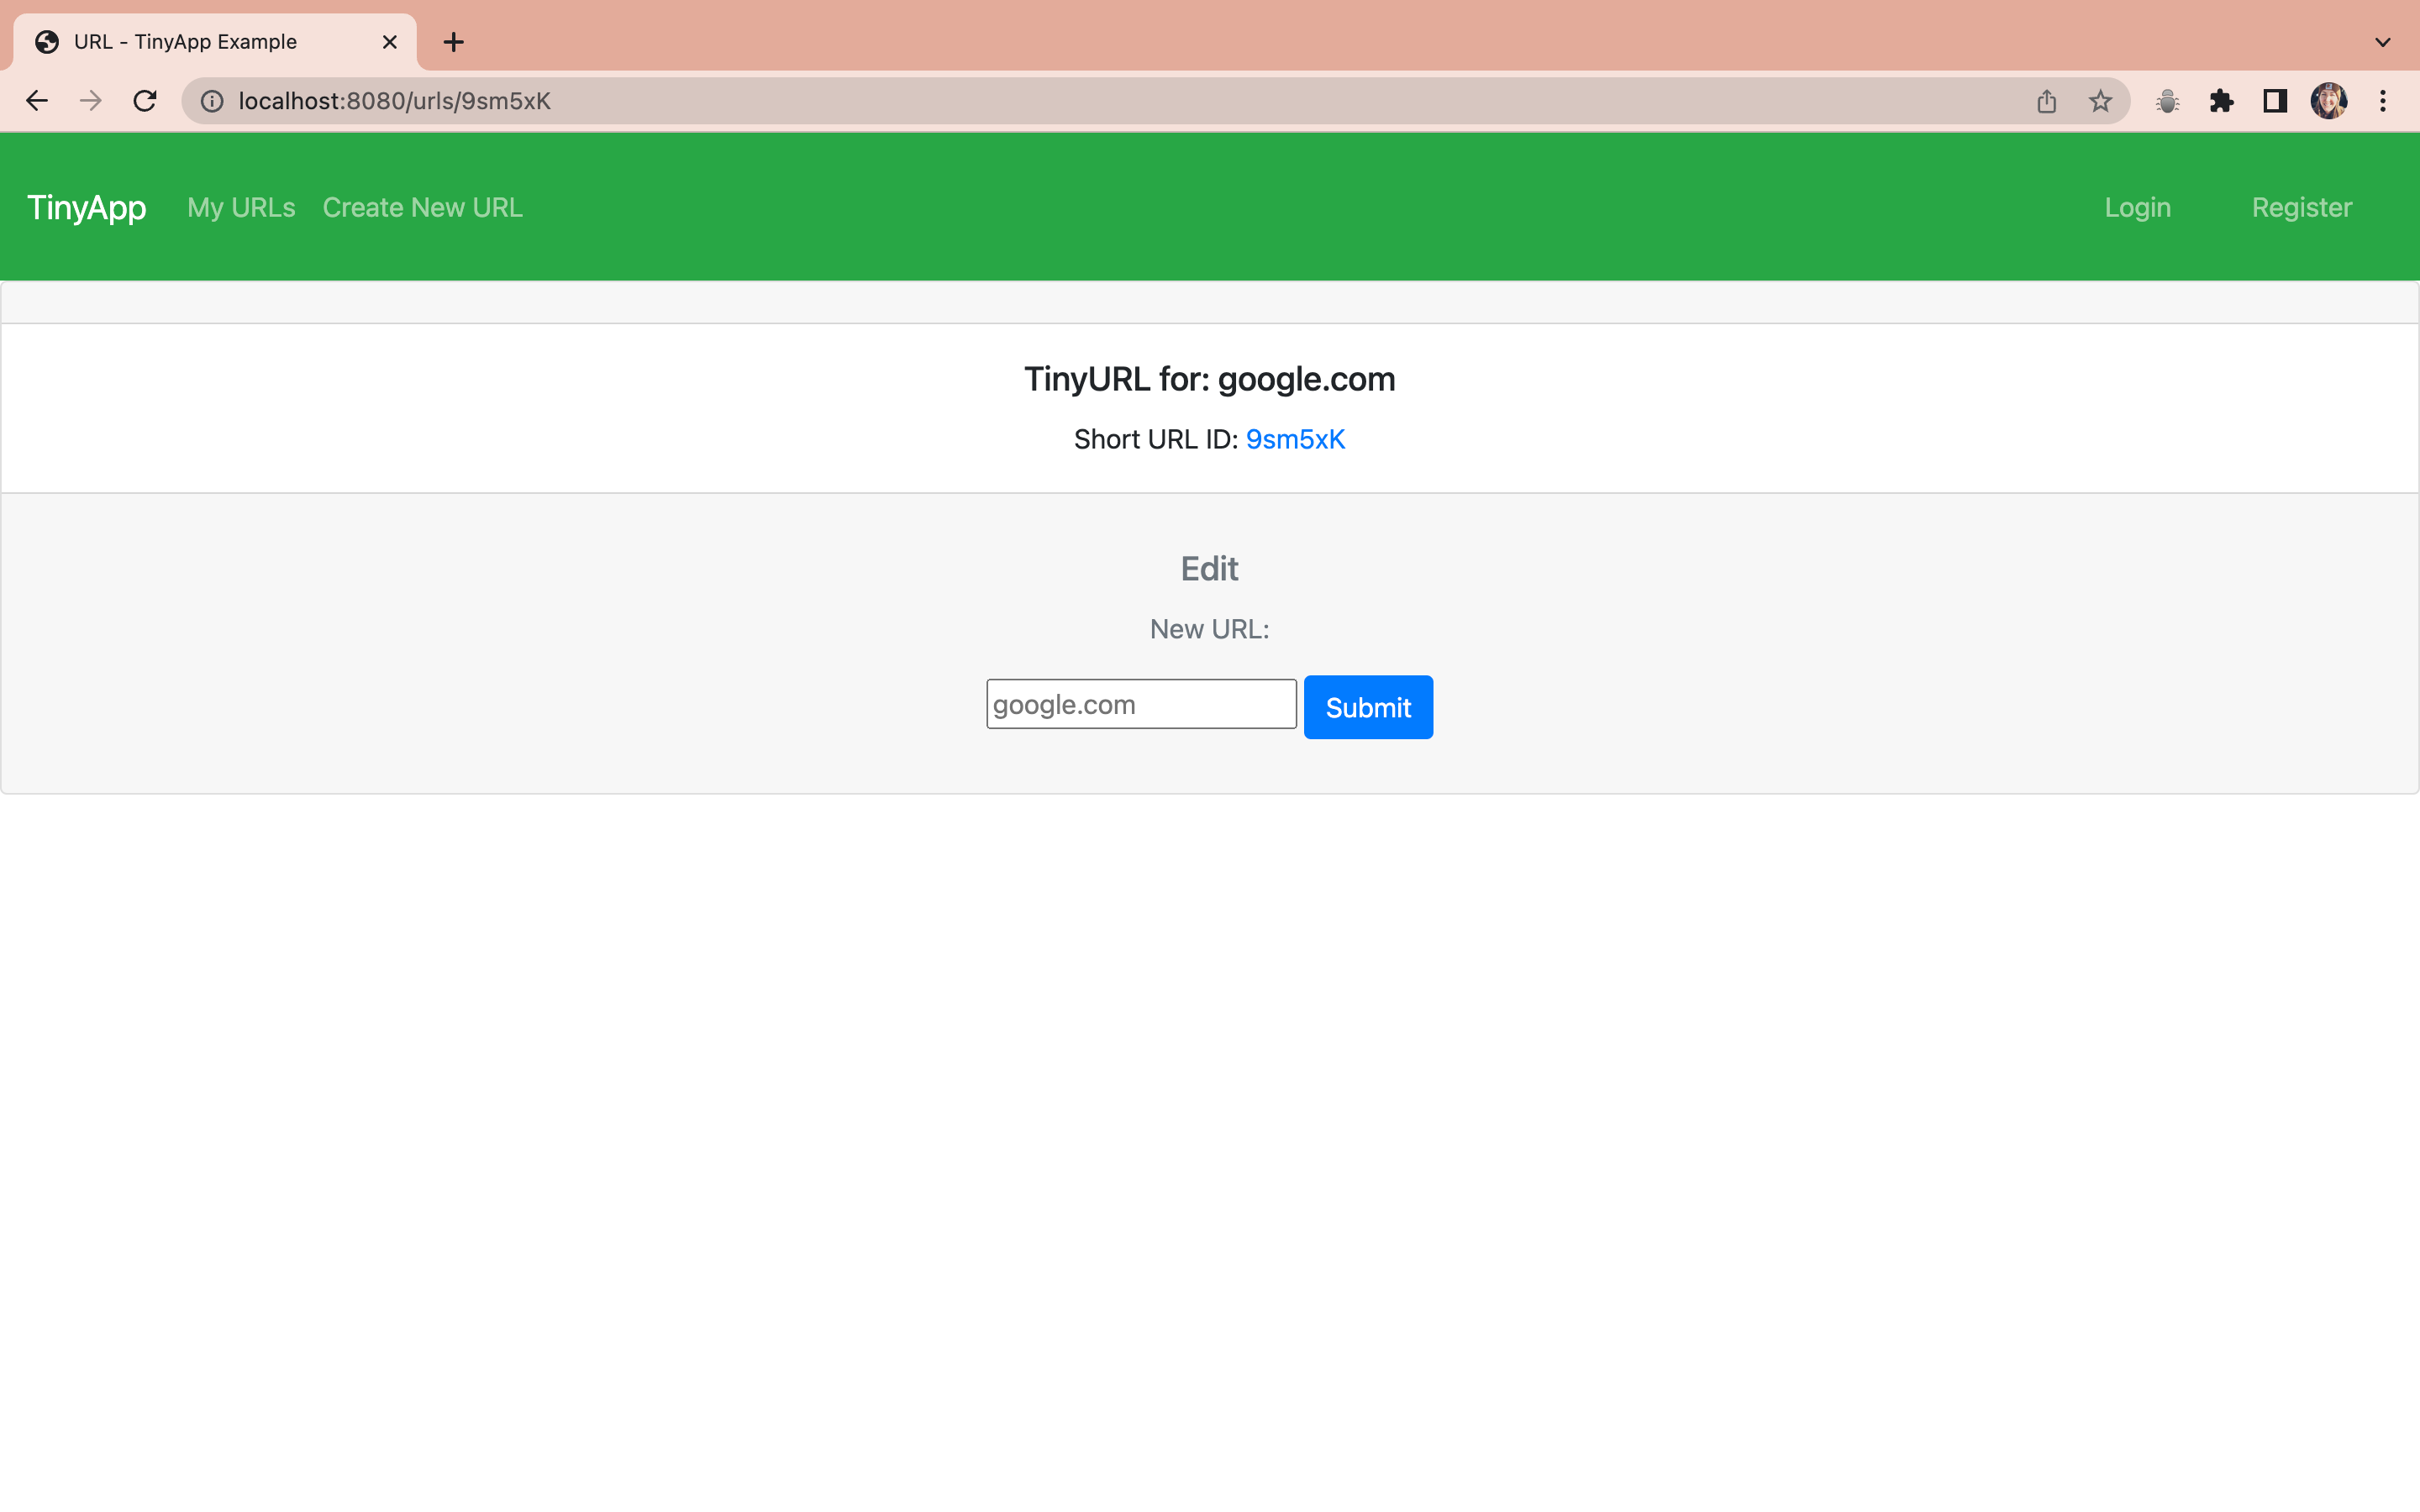 URL - TinyApp Example
localhost:8080/urls/9sm5xK
TinyApp My URLs Create New URL Login Register
TinyURL for: google.com
Short URL ID: 9sm5xK
Edit
New URL:
google.com Submit